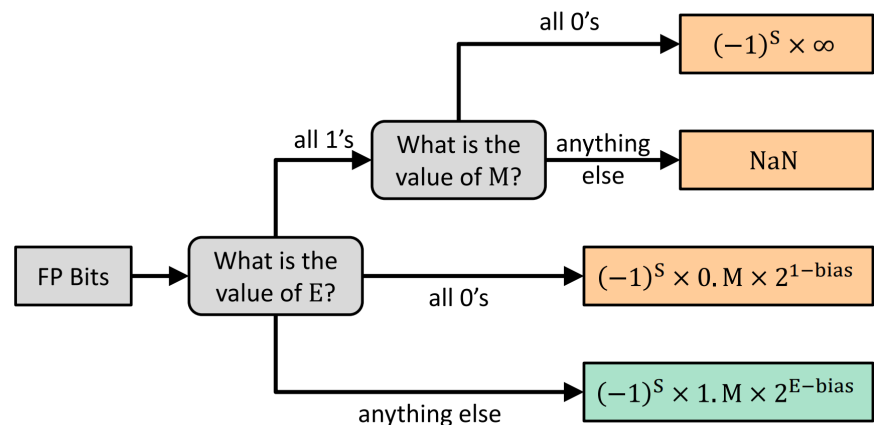 all 0's
(−1)ˢ × ∞
all 1's
What is the
value of M?
anything
else
NaN
FP Bits
What is the
value of E?
all 0's
(−1)ˢ × 0. M × 2^{1−bias}
anything else
(−1)ˢ × 1. M × 2^{E−bias}